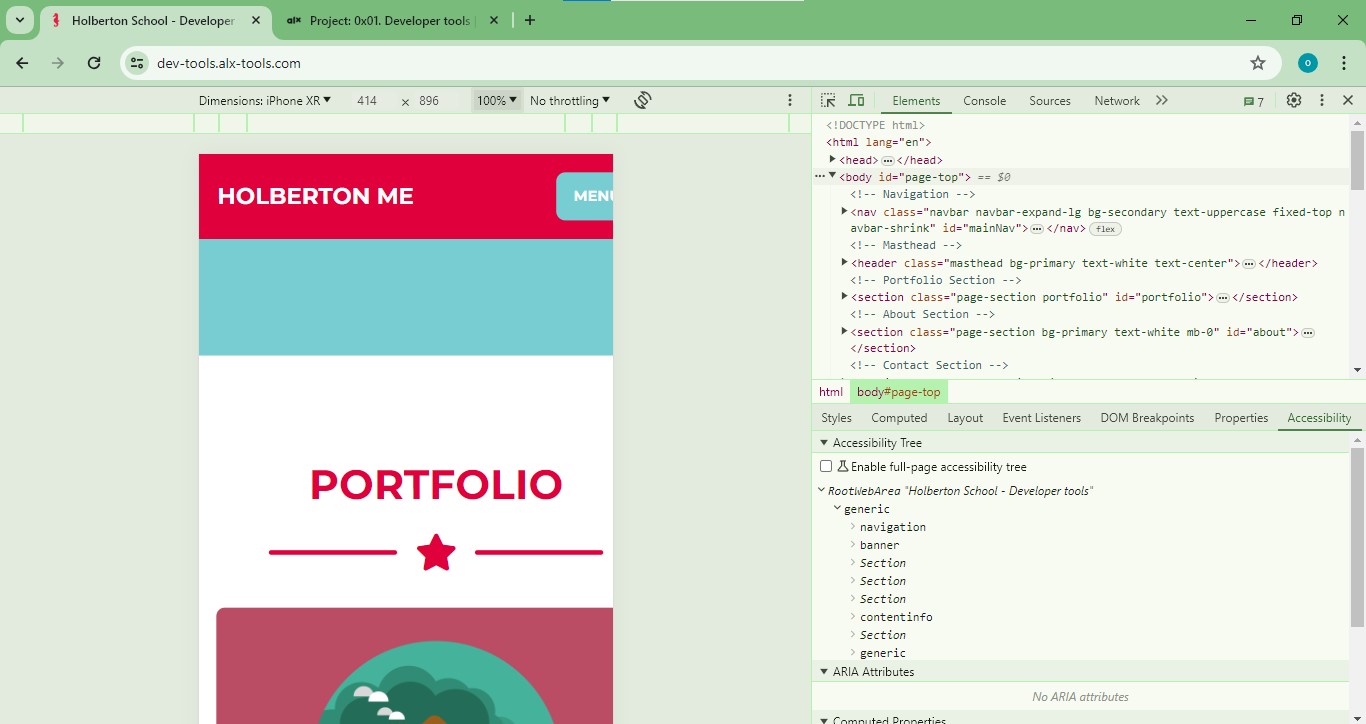 Holberton School - Developer
Project: 0x01. Developer tools
dev-tools.alx-tools.com
Dimensions: iPhone XR 414 × 896 100% No throttling
Elements Console Sources Network 7
HOLBERTON ME
MENU
PORTFOLIO
<!DOCTYPE html>
<html lang="en">
<head> ⋯ </head>
⋯ <body id="page-top"> == $0
<!-- Navigation -->
<nav class="navbar navbar-expand-lg bg-secondary text-uppercase fixed-top n
avbar-shrink" id="mainNav"> ⋯ </nav> flex
<!-- Masthead -->
<header class="masthead bg-primary text-white text-center"> ⋯ </header>
<!-- Portfolio Section -->
<section class="page-section portfolio" id="portfolio"> ⋯ </section>
<!-- About Section -->
<section class="page-section bg-primary text-white mb-0" id="about"> ⋯
</section>
<!-- Contact Section -->
html body#page-top
Styles Computed Layout Event Listeners DOM Breakpoints Properties Accessibility
Accessibility Tree
Enable full-page accessibility tree
RootWebArea "Holberton School - Developer tools"
generic
navigation
banner
Section
Section
Section
contentinfo
Section
generic
ARIA Attributes
No ARIA attributes
Computed Properties